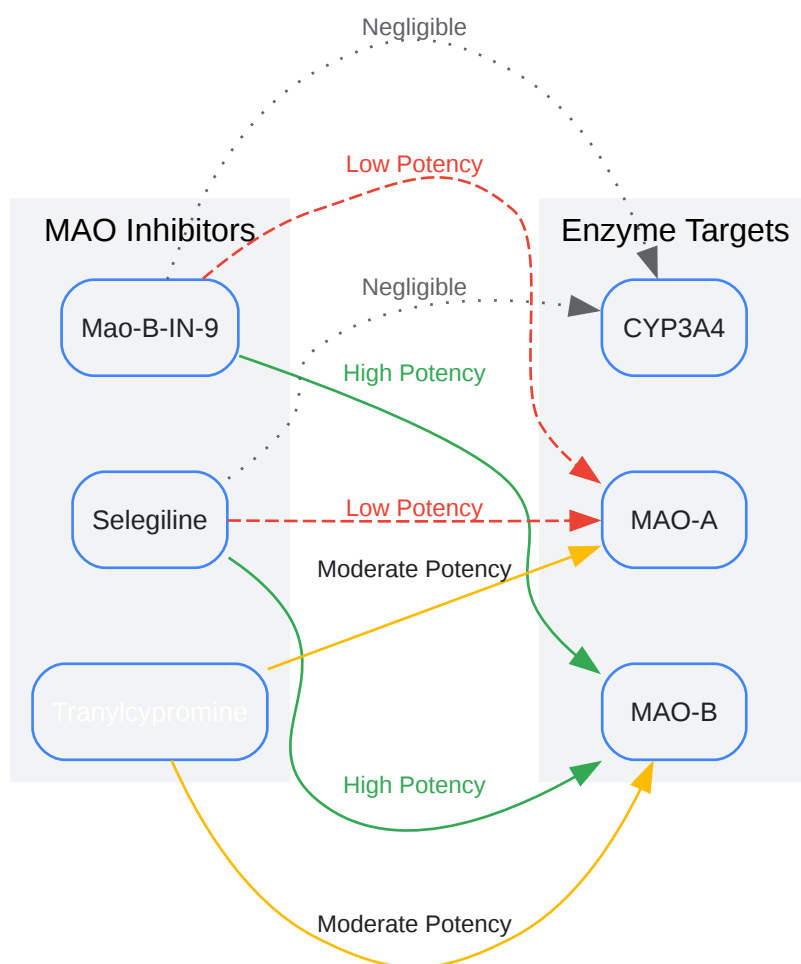 Negligible
Low Potency
MAO Inhibitors
Enzyme Targets
Negligible
Mao-B-IN-9
CYP3A4
High Potency
Low Potency
Selegiline
MAO-A
Moderate Potency
Tranylcypromine
MAO-B
High Potency
Moderate Potency